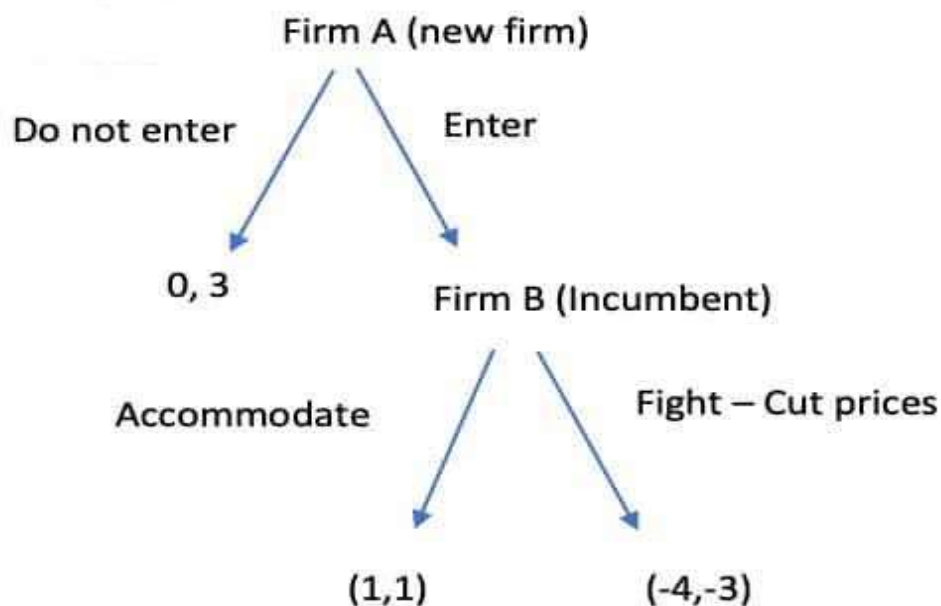 Firm A (new firm)
Do not enter
Enter
0, 3
Firm B (Incumbent)
Accommodate
Fight – Cut prices
(1,1)
(-4,-3)